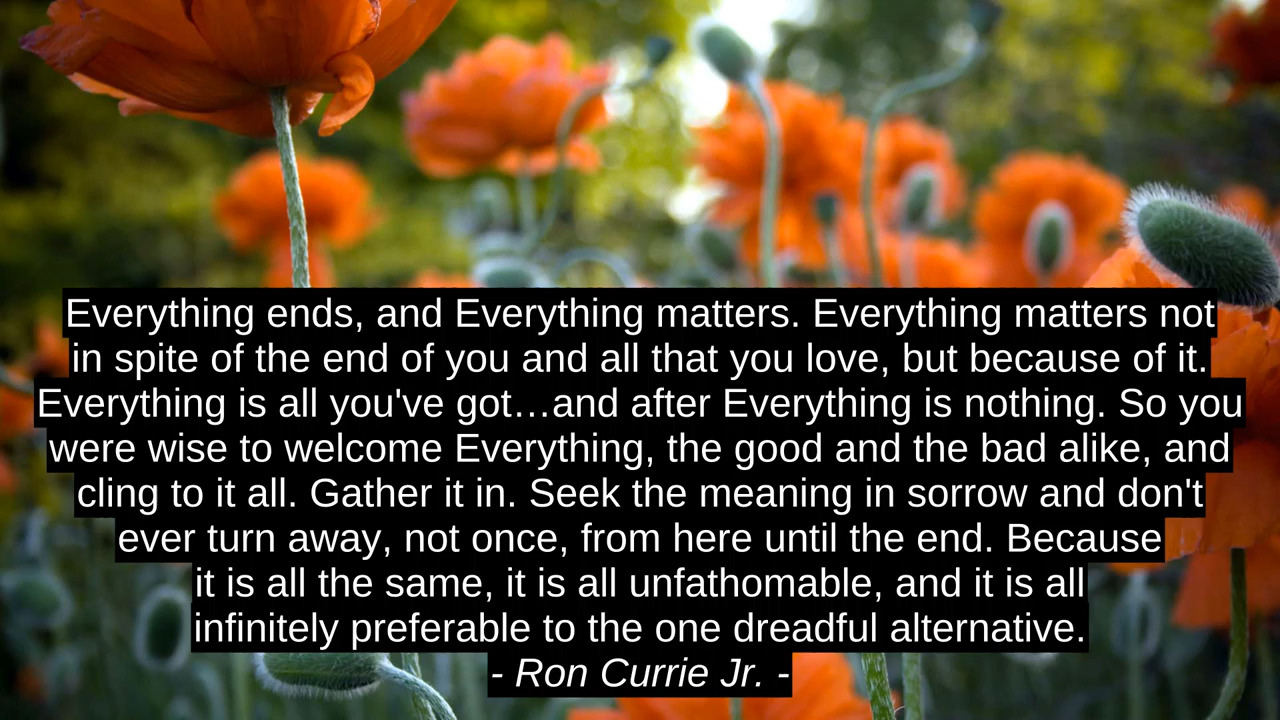 Everything ends, and Everything matters. Everything matters not
in spite of the end of you and all that you love, but because of it.
Everything is all you've got…and after Everything is nothing. So you
were wise to welcome Everything, the good and the bad alike, and
cling to it all. Gather it in. Seek the meaning in sorrow and don't
ever turn away, not once, from here until the end. Because
it is all the same, it is all unfathomable, and it is all
infinitely preferable to the one dreadful alternative.
- Ron Currie Jr. -